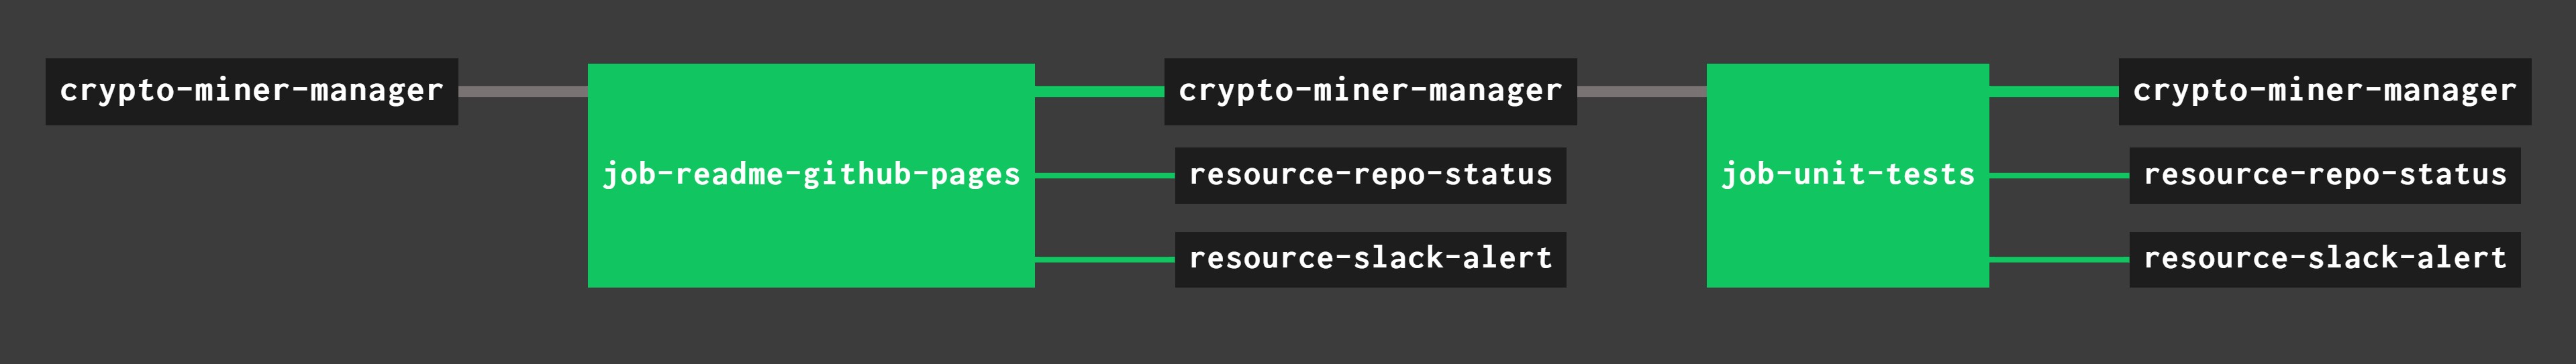 crypto-miner-manager
job-readme-github-pages
crypto-miner-manager
resource-repo-status
resource-slack-alert
job-unit-tests
crypto-miner-manager
resource-repo-status
resource-slack-alert